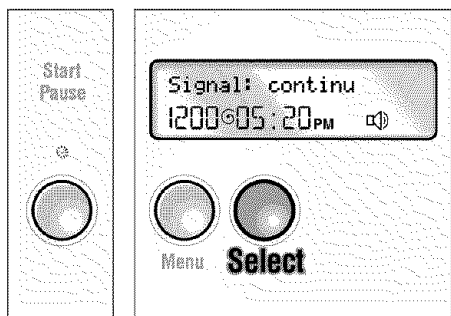 Start
Pause
Signal: continu
1200 05:20PM
Menu
Select